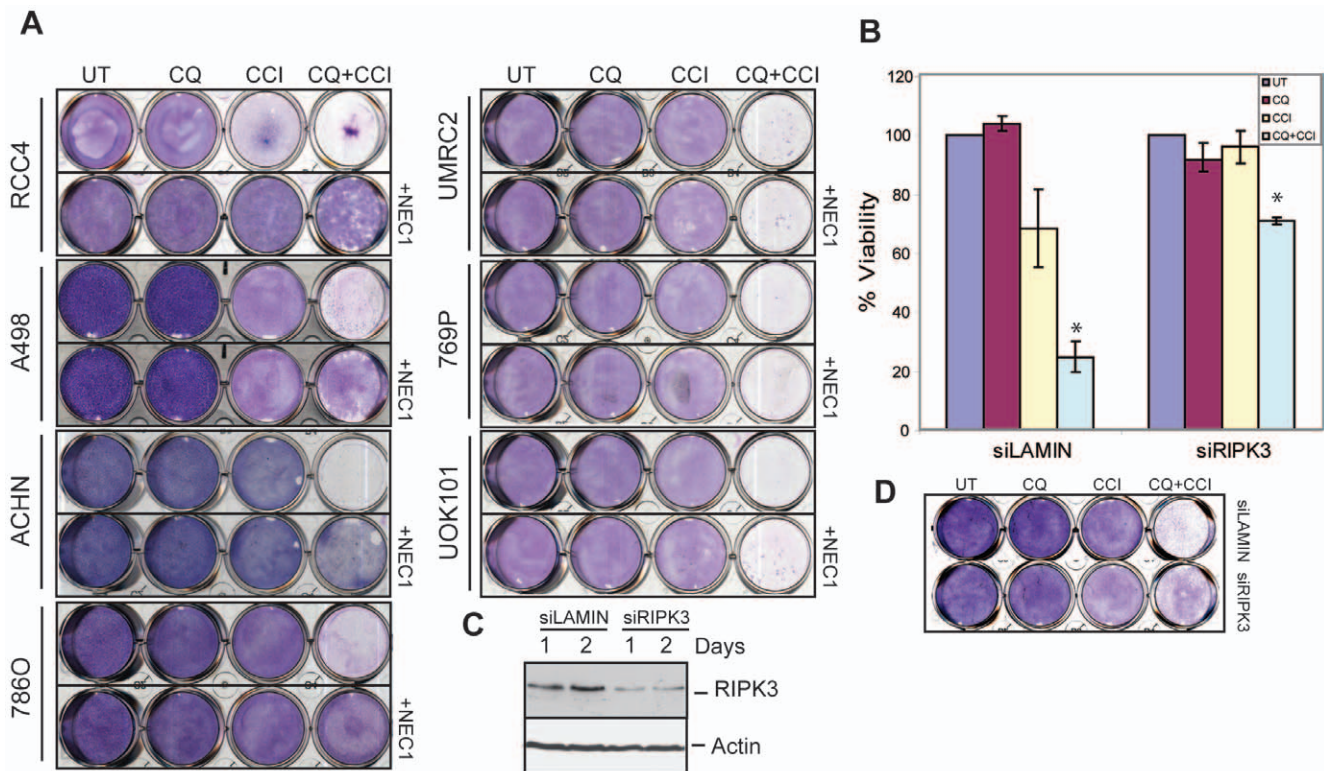 A
UT CQ CCI CQ+CCI
RCC4
+NEC1
A498
+NEC1
ACHN
+NEC1
786O
+NEC1
UT CQ CCI CQ+CCI
UMRC2
+NEC1
769P
+NEC1
UOK101
+NEC1
B
% Viability
120
100
80
60
40
20
0
UT
CQ
CCI
CQ+CCI
*
*
siLAMIN siRIPK3
C
siLAMIN siRIPK3
1 2 1 2 Days
RIPK3
Actin
D
UT CQ CCI CQ+CCI
siLAMIN
siRIPK3